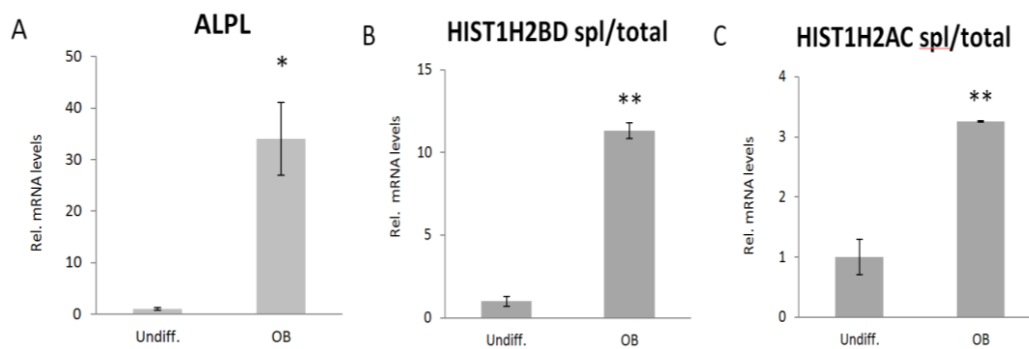 A
ALPL
Rel. mRNA levels
50
40
30
20
10
0
*
Undiff.
OB
B
HIST1H2BD spl/total
Rel. mRNA levels
15
10
5
0
**
Undiff.
OB
C
HIST1H2AC spl/total
Rel. mRNA levels
4
3
2
1
0
**
Undiff.
OB